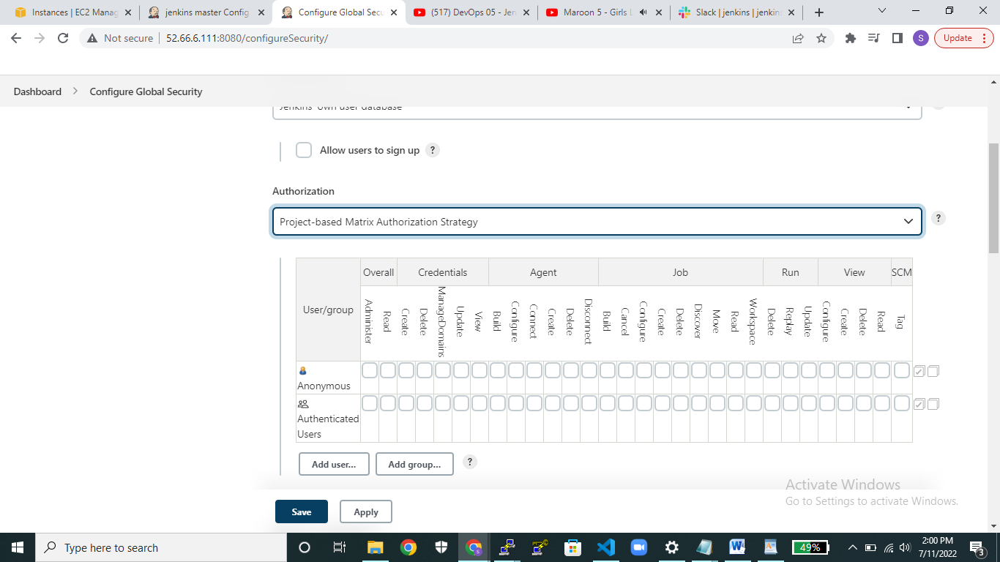 Instances | EC2 Manag
jenkins master Config
Configure Global Secu
(517) DevOps 05 - Jen
Maroon 5 - Girls L
Slack | jenkins | jenkin
Not secure
52.66.6.111:8080/configureSecurity/
S
Update
Dashboard > Configure Global Security
Jenkins' own user database
Allow users to sign up ?
Authorization
Project-based Matrix Authorization Strategy
?
User/group
Overall Credentials Agent Job Run View SCM
Administer Read Create Delete ManageDomains Update View Build Configure Connect Create Delete Disconnect Build Cancel Configure Create Delete Discover Move Read Workspace Delete Replay Update Configure Create Delete Read Tag
Anonymous
Authenticated
Users
Add user... Add group... ?
Activate Windows
Go to Settings to activate Windows.
Save Apply
Type here to search
49%
2:00 PM
7/11/2022
3